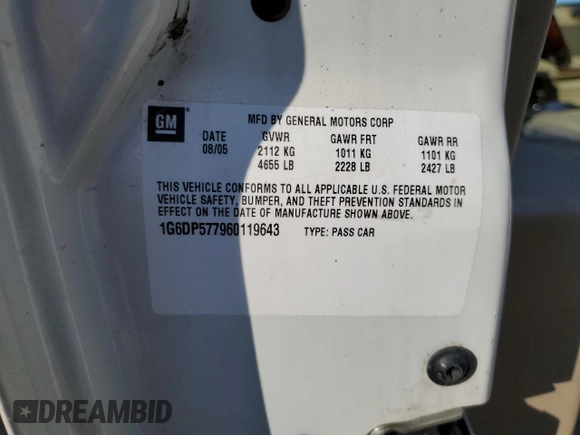 GM
MFD BY GENERAL MOTORS CORP
DATE GVWR GAWR FRT GAWR RR
08/05 2112 KG 1011 KG 1101 KG
4655 LB 2228 LB 2427 LB
THIS VEHICLE CONFORMS TO ALL APPLICABLE U.S. FEDERAL MOTOR
VEHICLE SAFETY, BUMPER, AND THEFT PREVENTION STANDARDS IN
EFFECT ON THE DATE OF MANUFACTURE SHOWN ABOVE.
1G6DP577960119643 TYPE: PASS CAR
DREAMBID